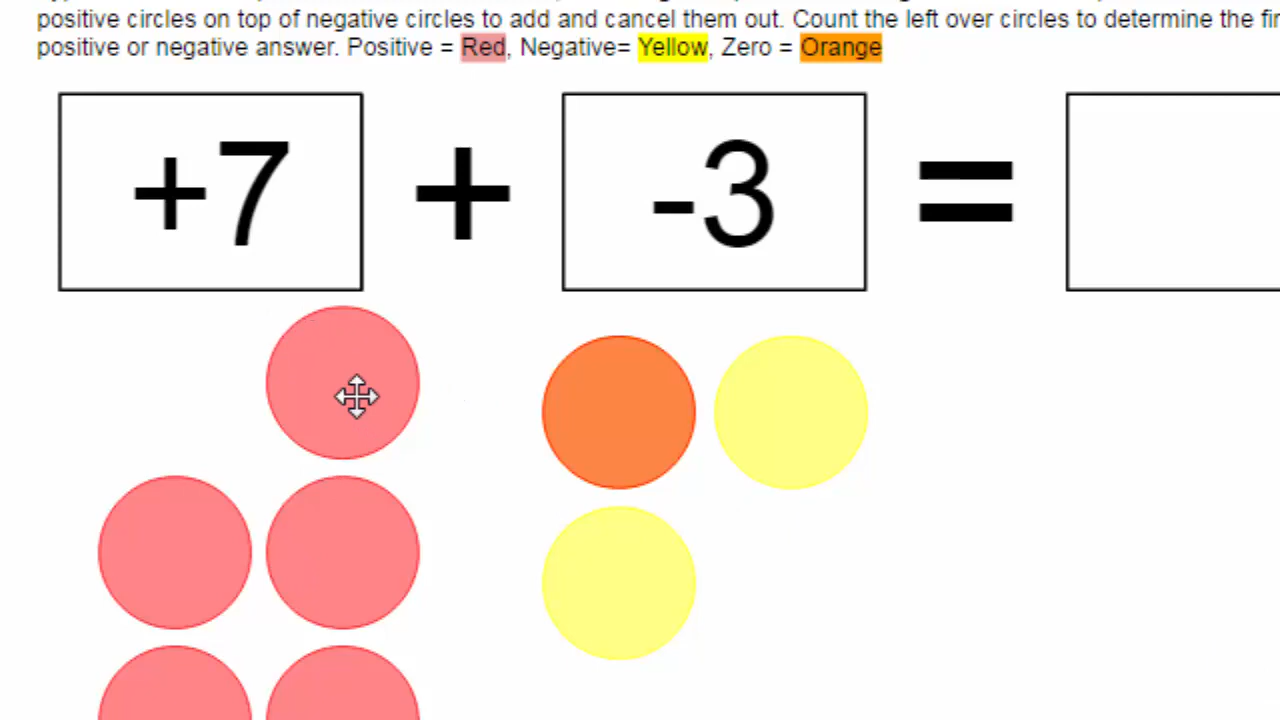 positive circles on top of negative circles to add and cancel them out. Count the left over circles to determine the
positive or negative answer. Positive = Red, Negative= Yellow, Zero = Orange
+7 + -3 =